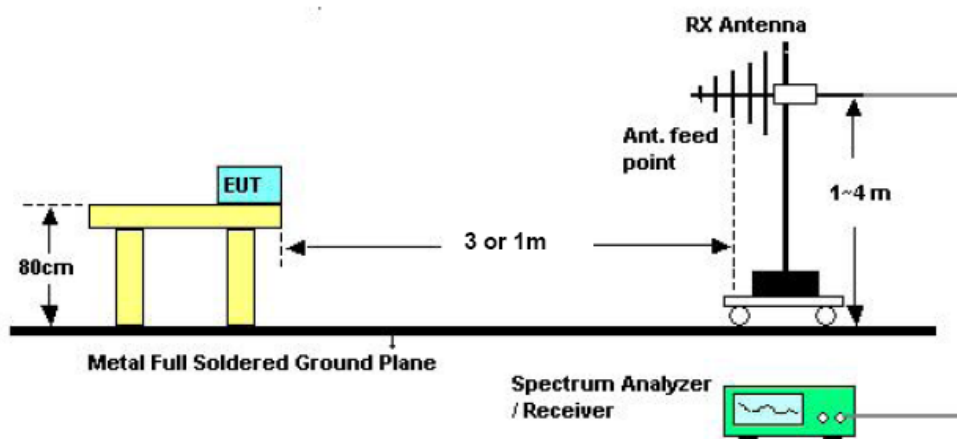 RX Antenna
Ant. feed
point
EUT
1~4 m
3 or 1m
80cm
Metal Full Soldered Ground Plane
Spectrum Analyzer
/ Receiver